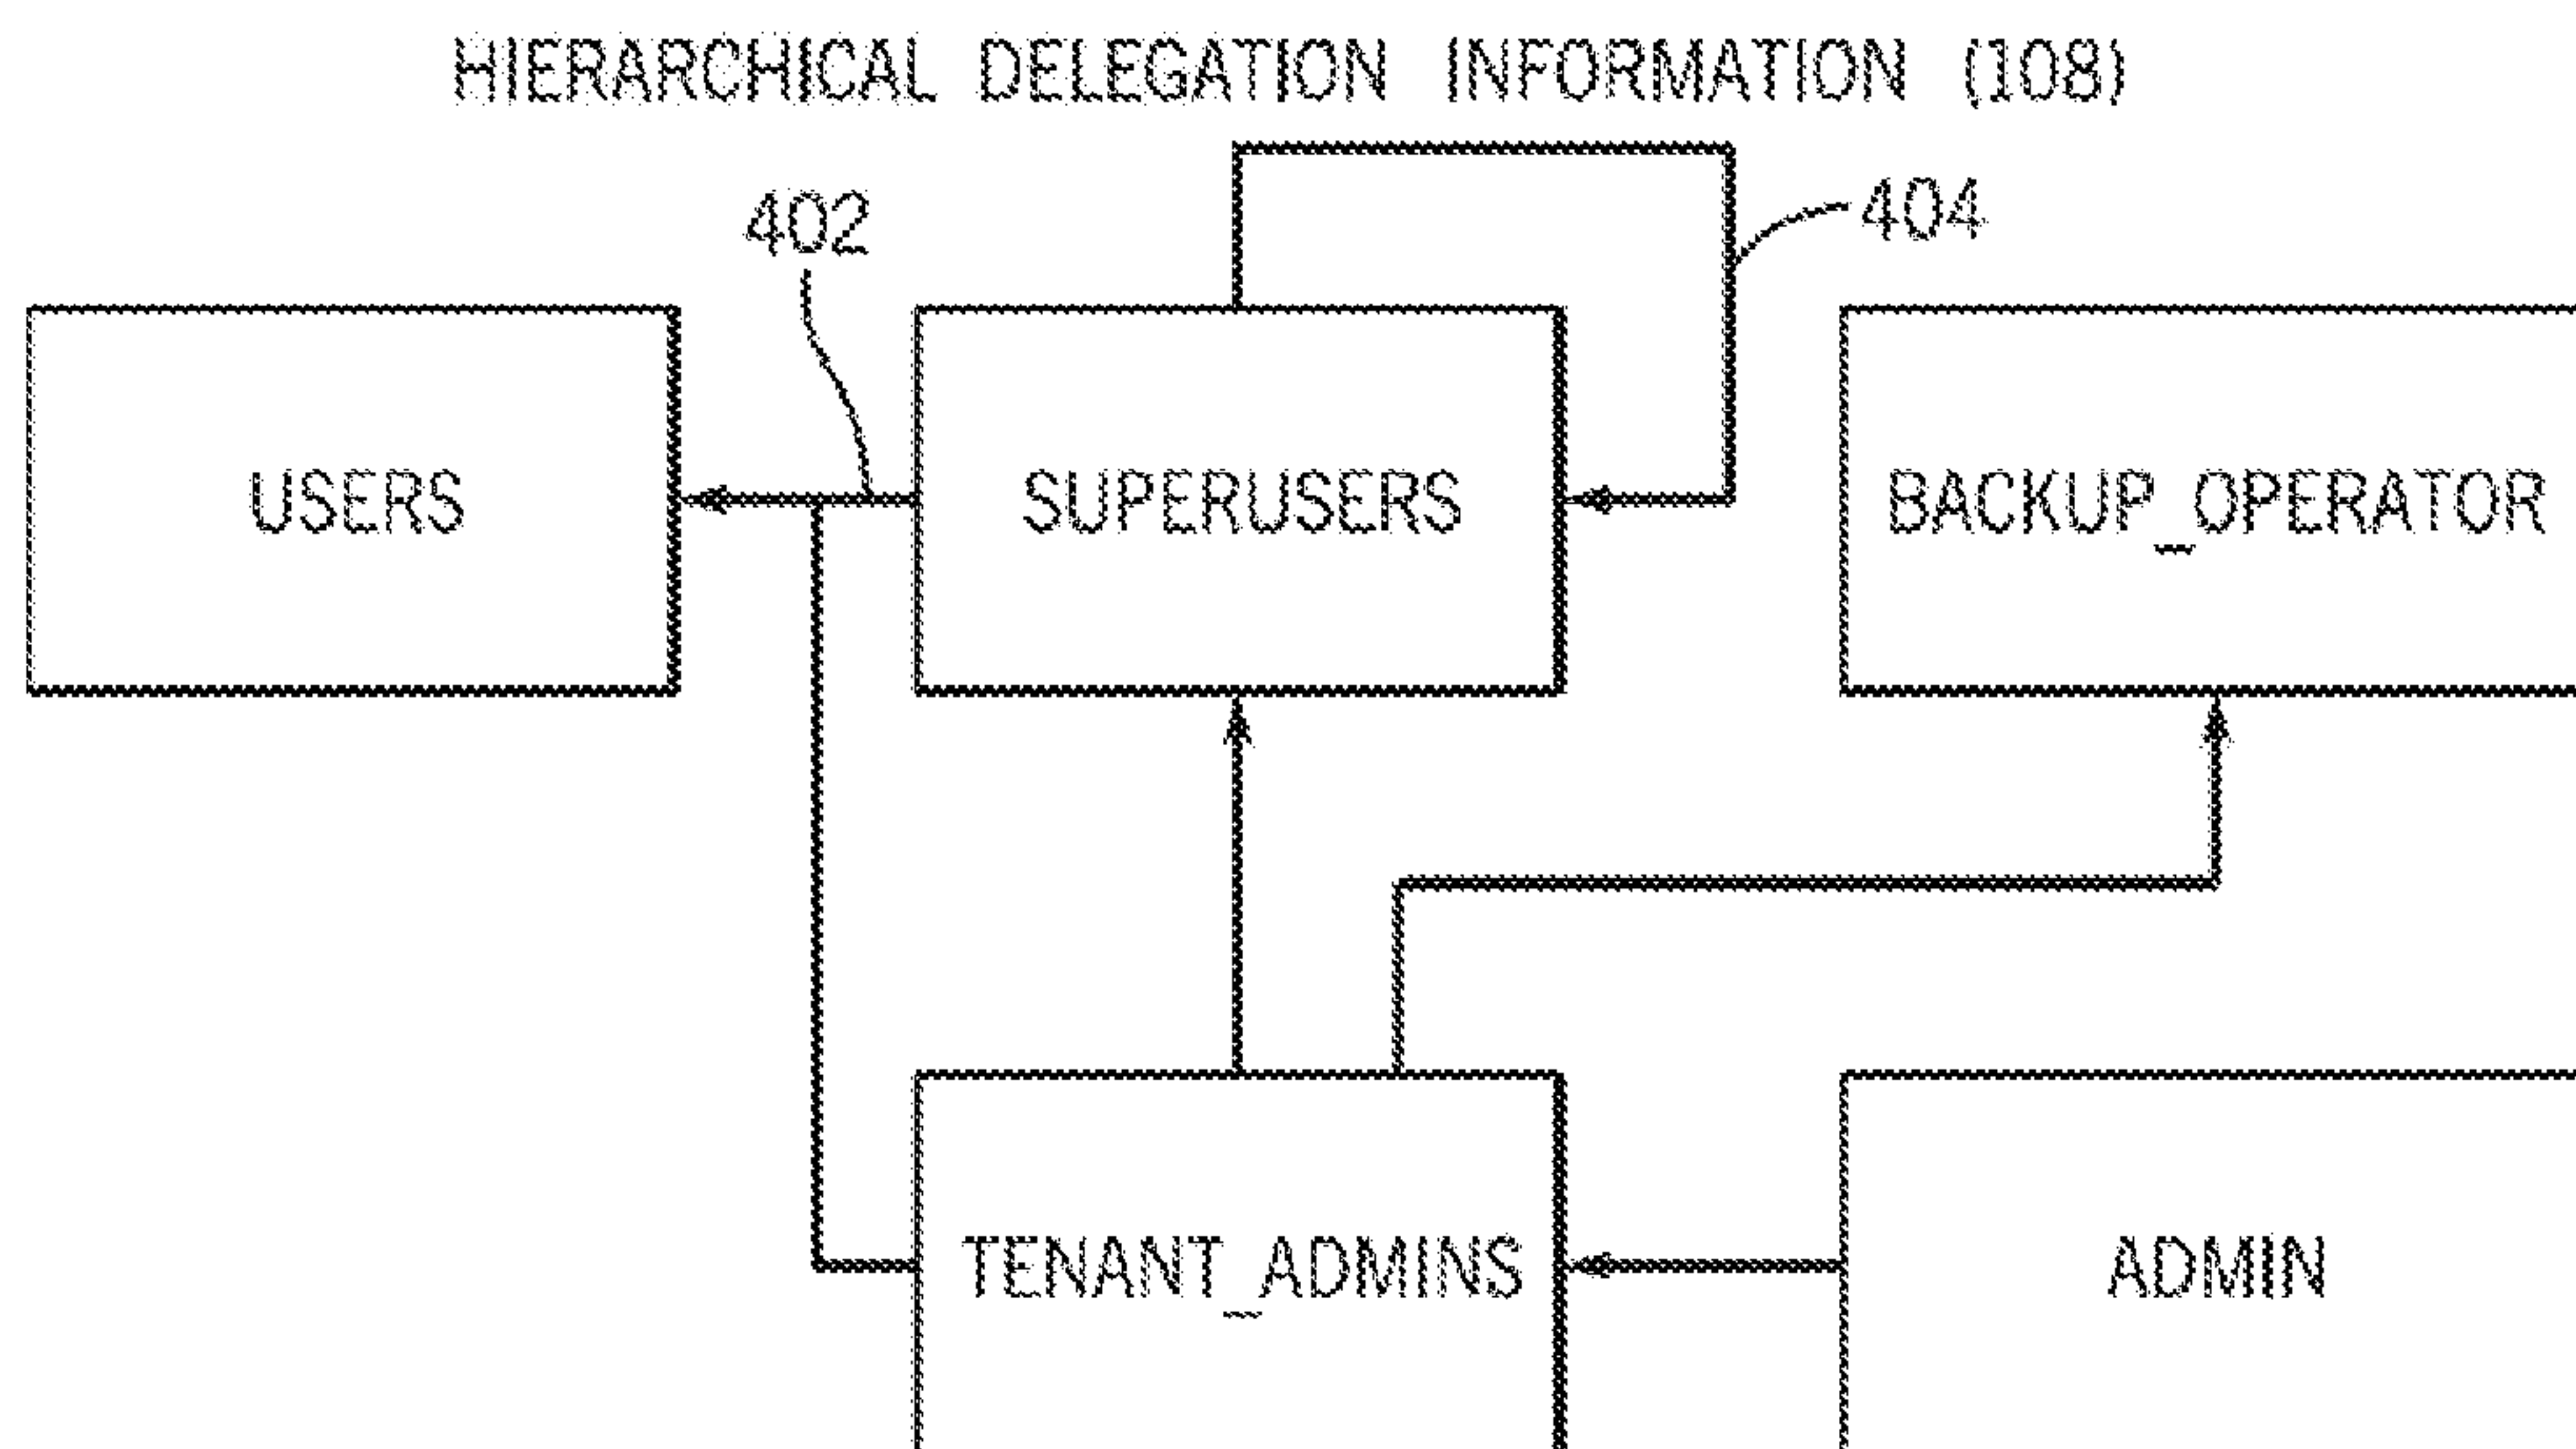 HIERARCHICAL DELEGATION INFORMATION (108)
402
404
USERS
SUPERUSERS
BACKUP_OPERATOR
TENANT_ADMINS
ADMIN